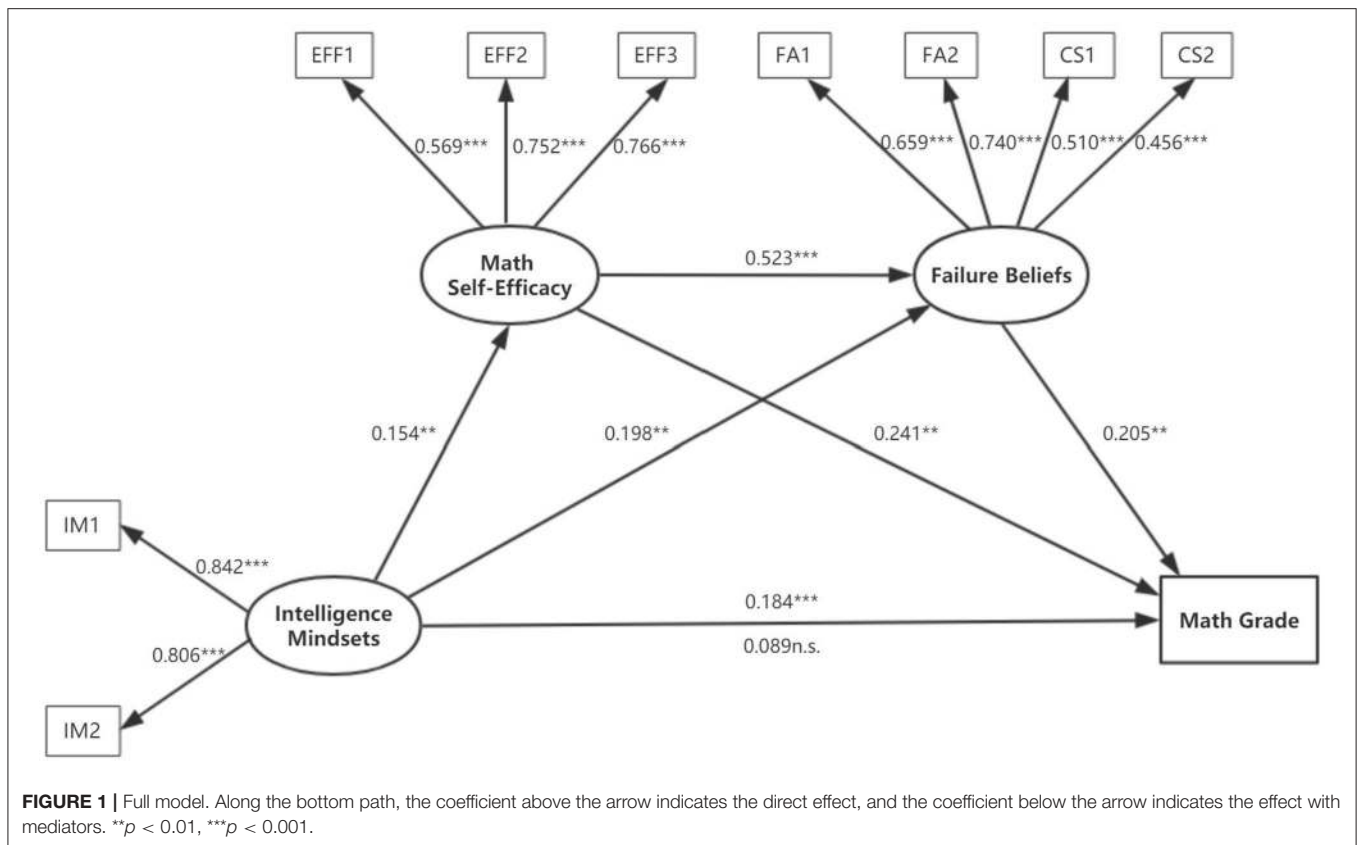 EFF1 EFF2 EFF3 FA1 FA2 CS1 CS2
0.569*** 0.752*** 0.766*** 0.659*** 0.740*** 0.510*** 0.456***
Math
Self-Efficacy
0.523***
Failure Beliefs
0.154** 0.198** 0.241** 0.205**
IM1
0.842***
Intelligence
Mindsets
0.184***
0.089n.s.
Math Grade
0.806***
IM2
FIGURE 1 | Full model. Along the bottom path, the coefficient above the arrow indicates the direct effect, and the coefficient below the arrow indicates the effect with
mediators. **p < 0.01, ***p < 0.001.